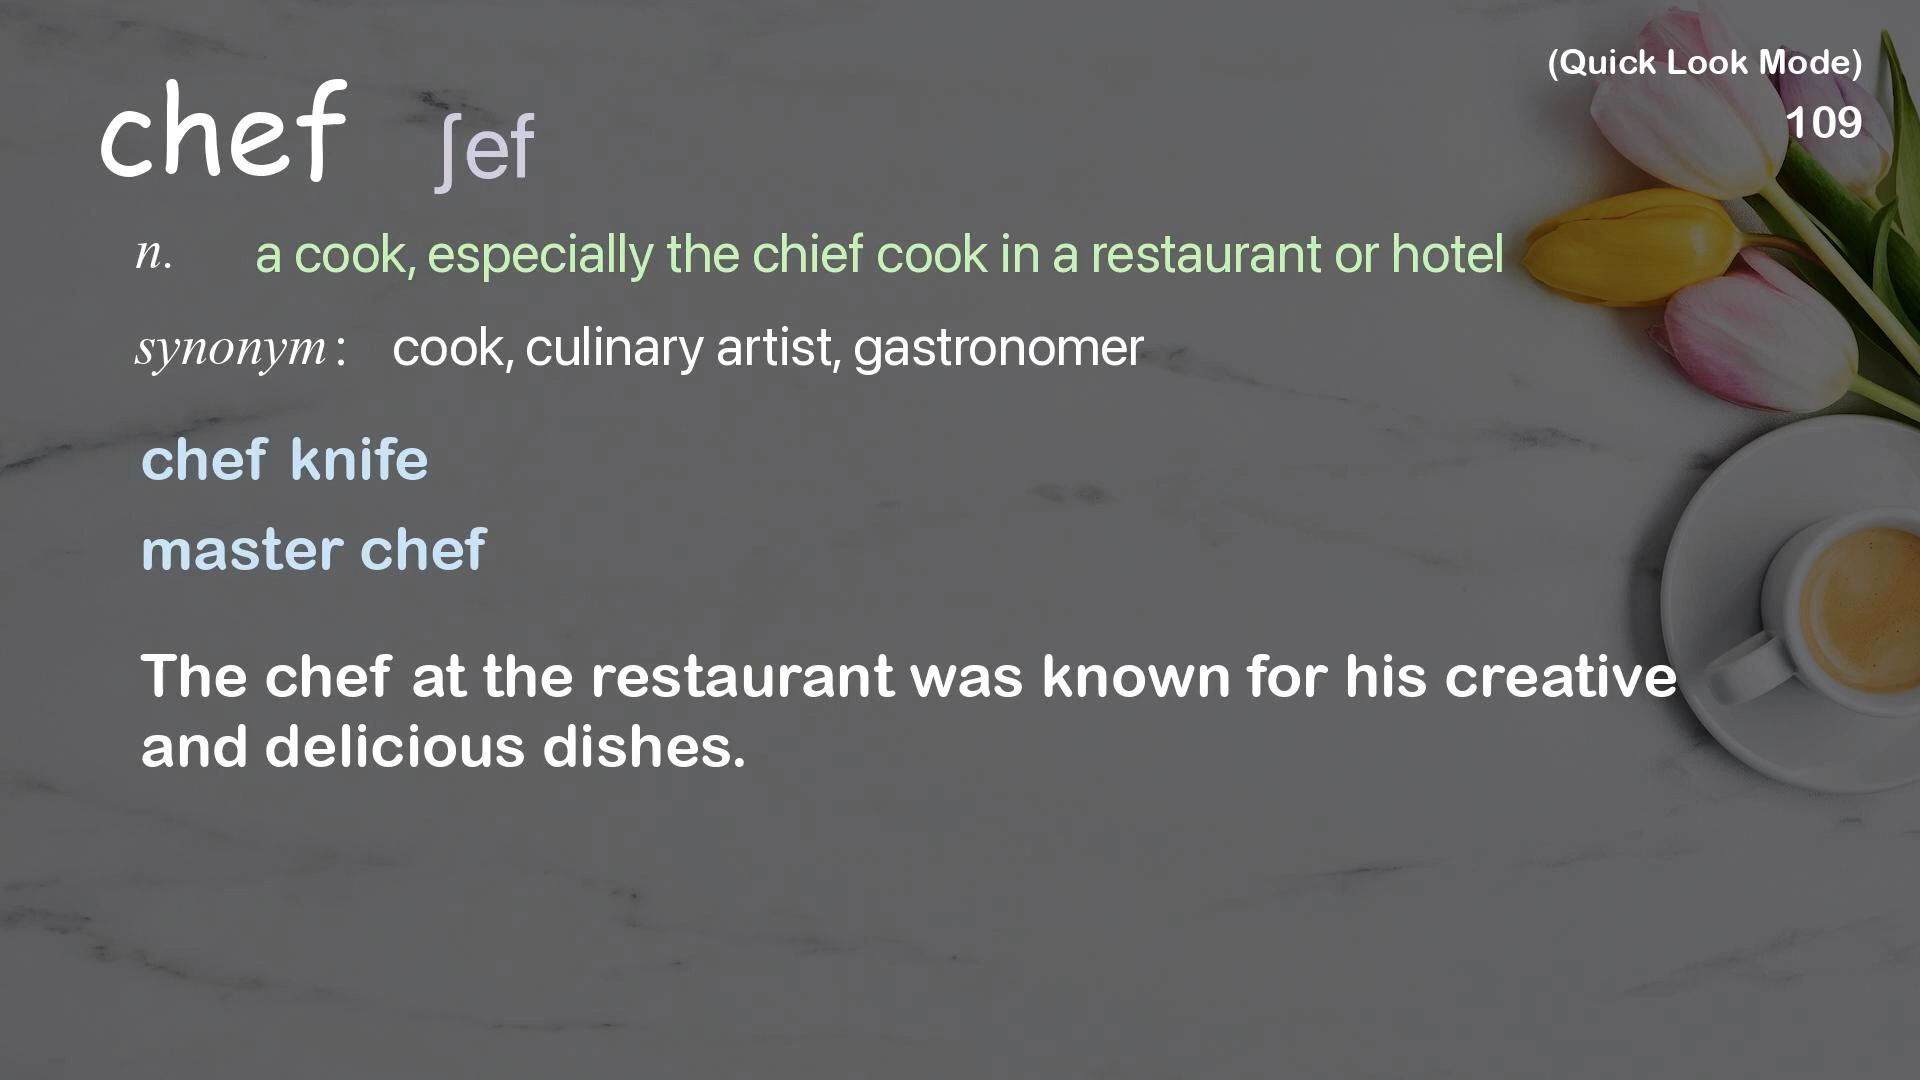 (Quick Look Mode)
109
chef ʃef
n. a cook, especially the chief cook in a restaurant or hotel
synonym: cook, culinary artist, gastronomer
chef knife
master chef
The chef at the restaurant was known for his creative
and delicious dishes.